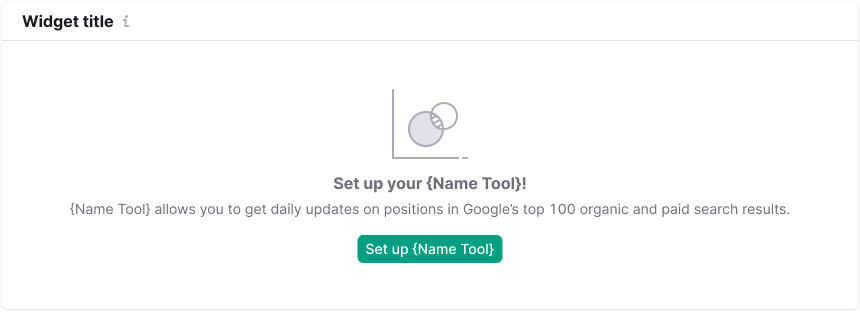 Widget title
Set up your {Name Tool}!
{Name Tool} allows you to get daily updates on positions in Google’s top 100 organic and paid search results.
Set up {Name Tool}